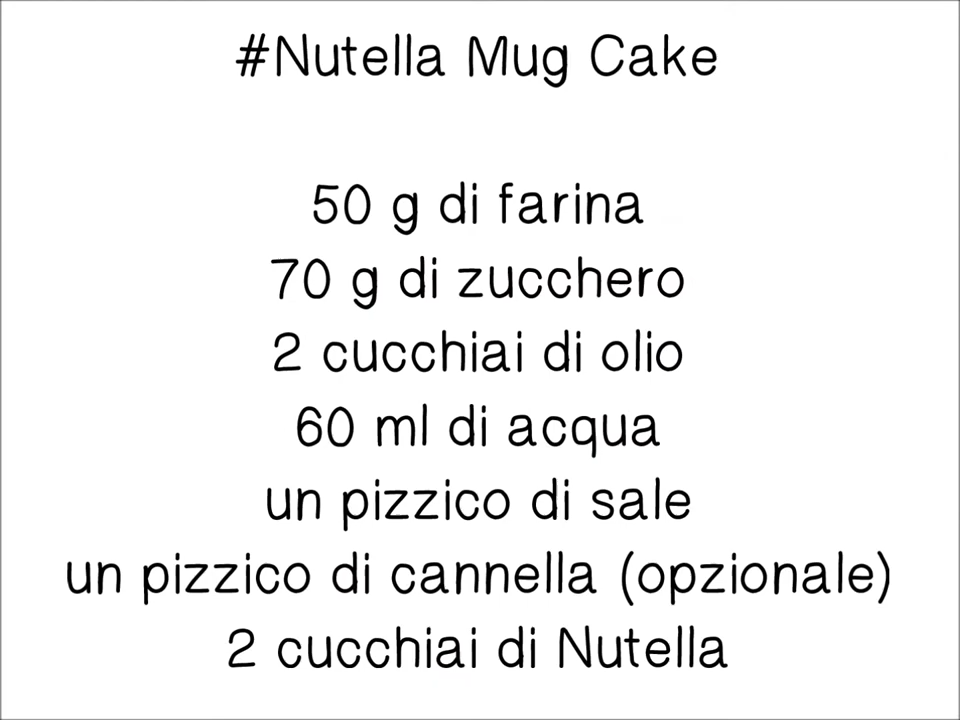 #Nutella Mug Cake
50 g di farina
70 g di zucchero
2 cucchiai di olio
60 ml di acqua
un pizzico di sale
un pizzico di cannella (opzionale)
2 cucchiai di Nutella